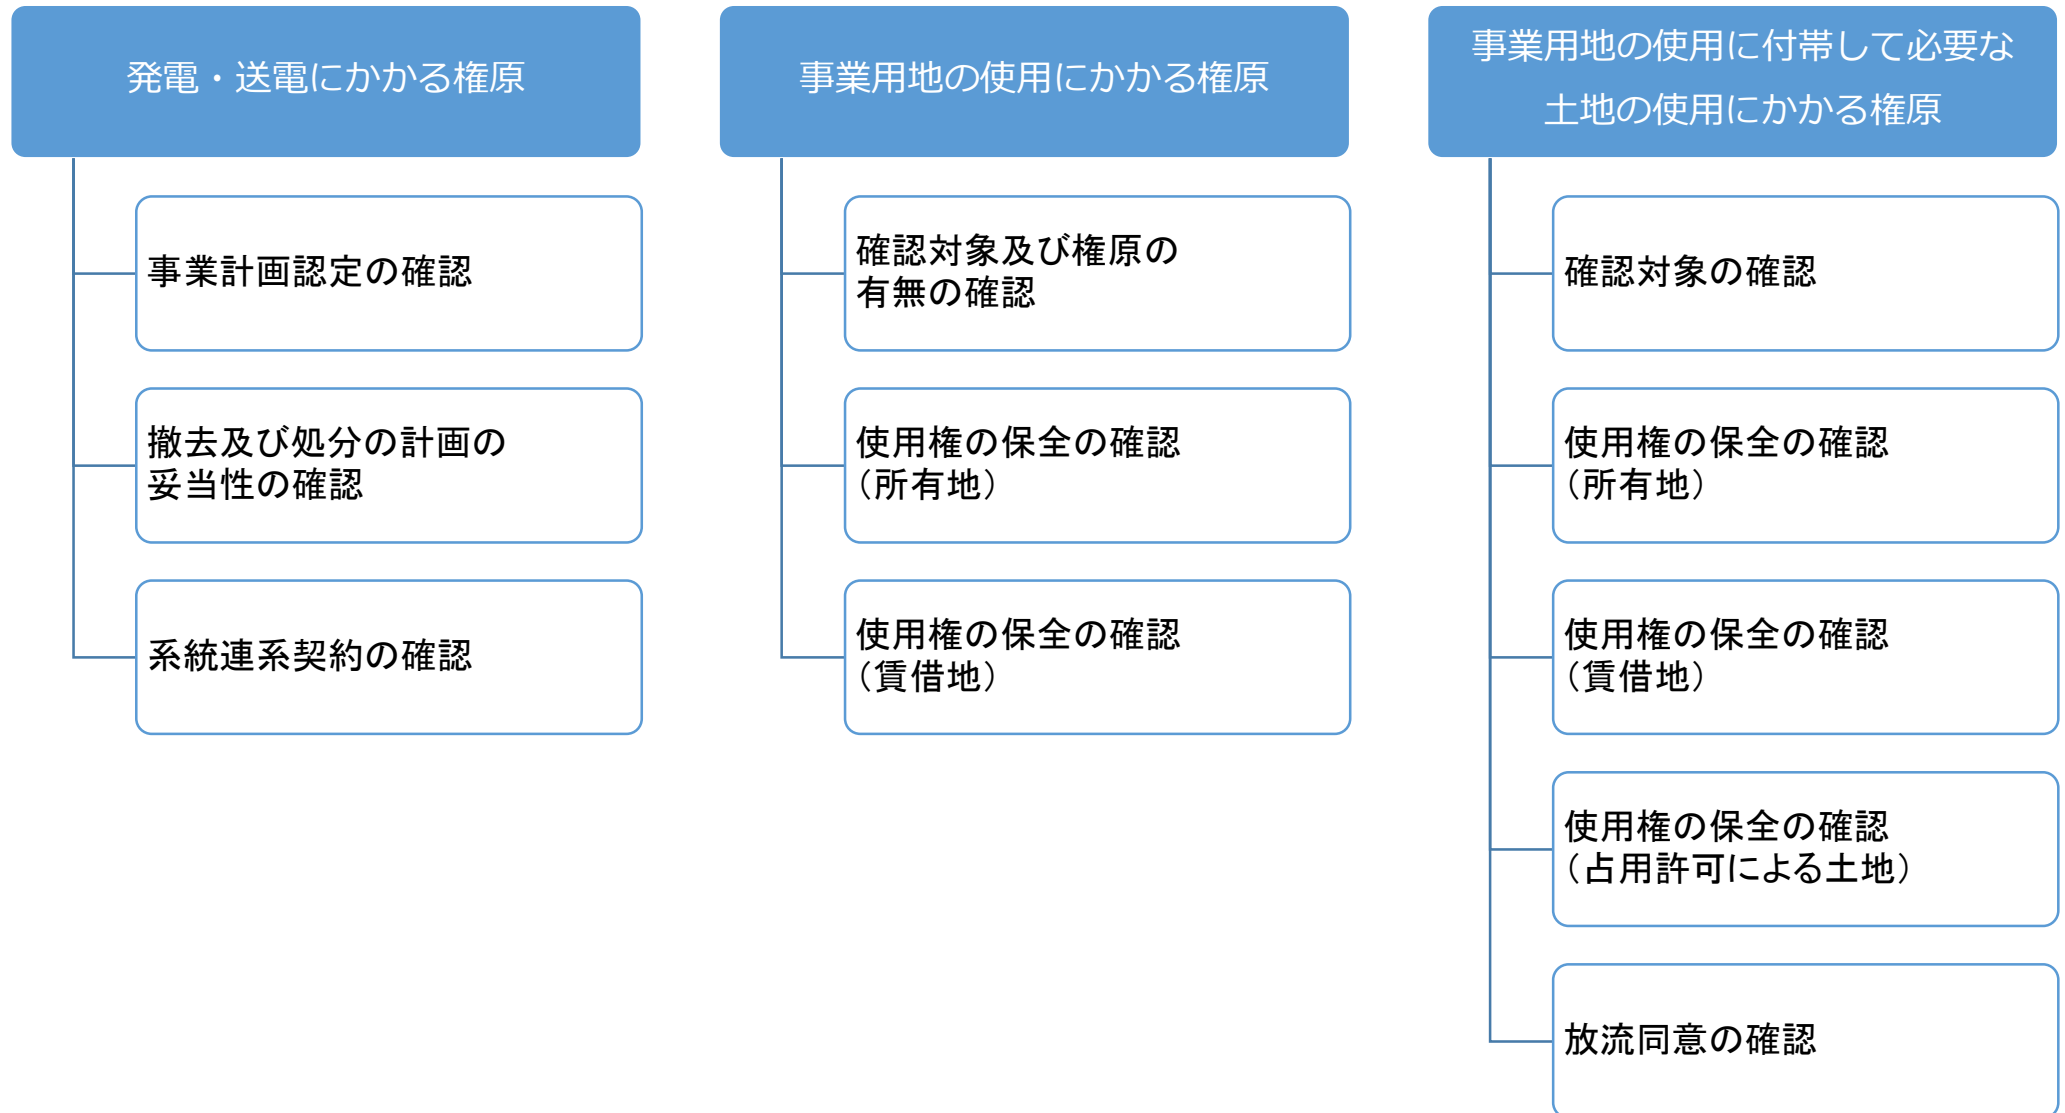 発電・送電にかかる権原
事業計画認定の確認
撤去及び処分の計画の
妥当性の確認
系統連系契約の確認
事業用地の使用にかかる権原
確認対象及び権原の
有無の確認
使用権の保全の確認
（所有地）
使用権の保全の確認
（賃借地）
事業用地の使用に付帯して必要な
土地の使用にかかる権原
確認対象の確認
使用権の保全の確認
（所有地）
使用権の保全の確認
（賃借地）
使用権の保全の確認
（占用許可による土地）
放流同意の確認